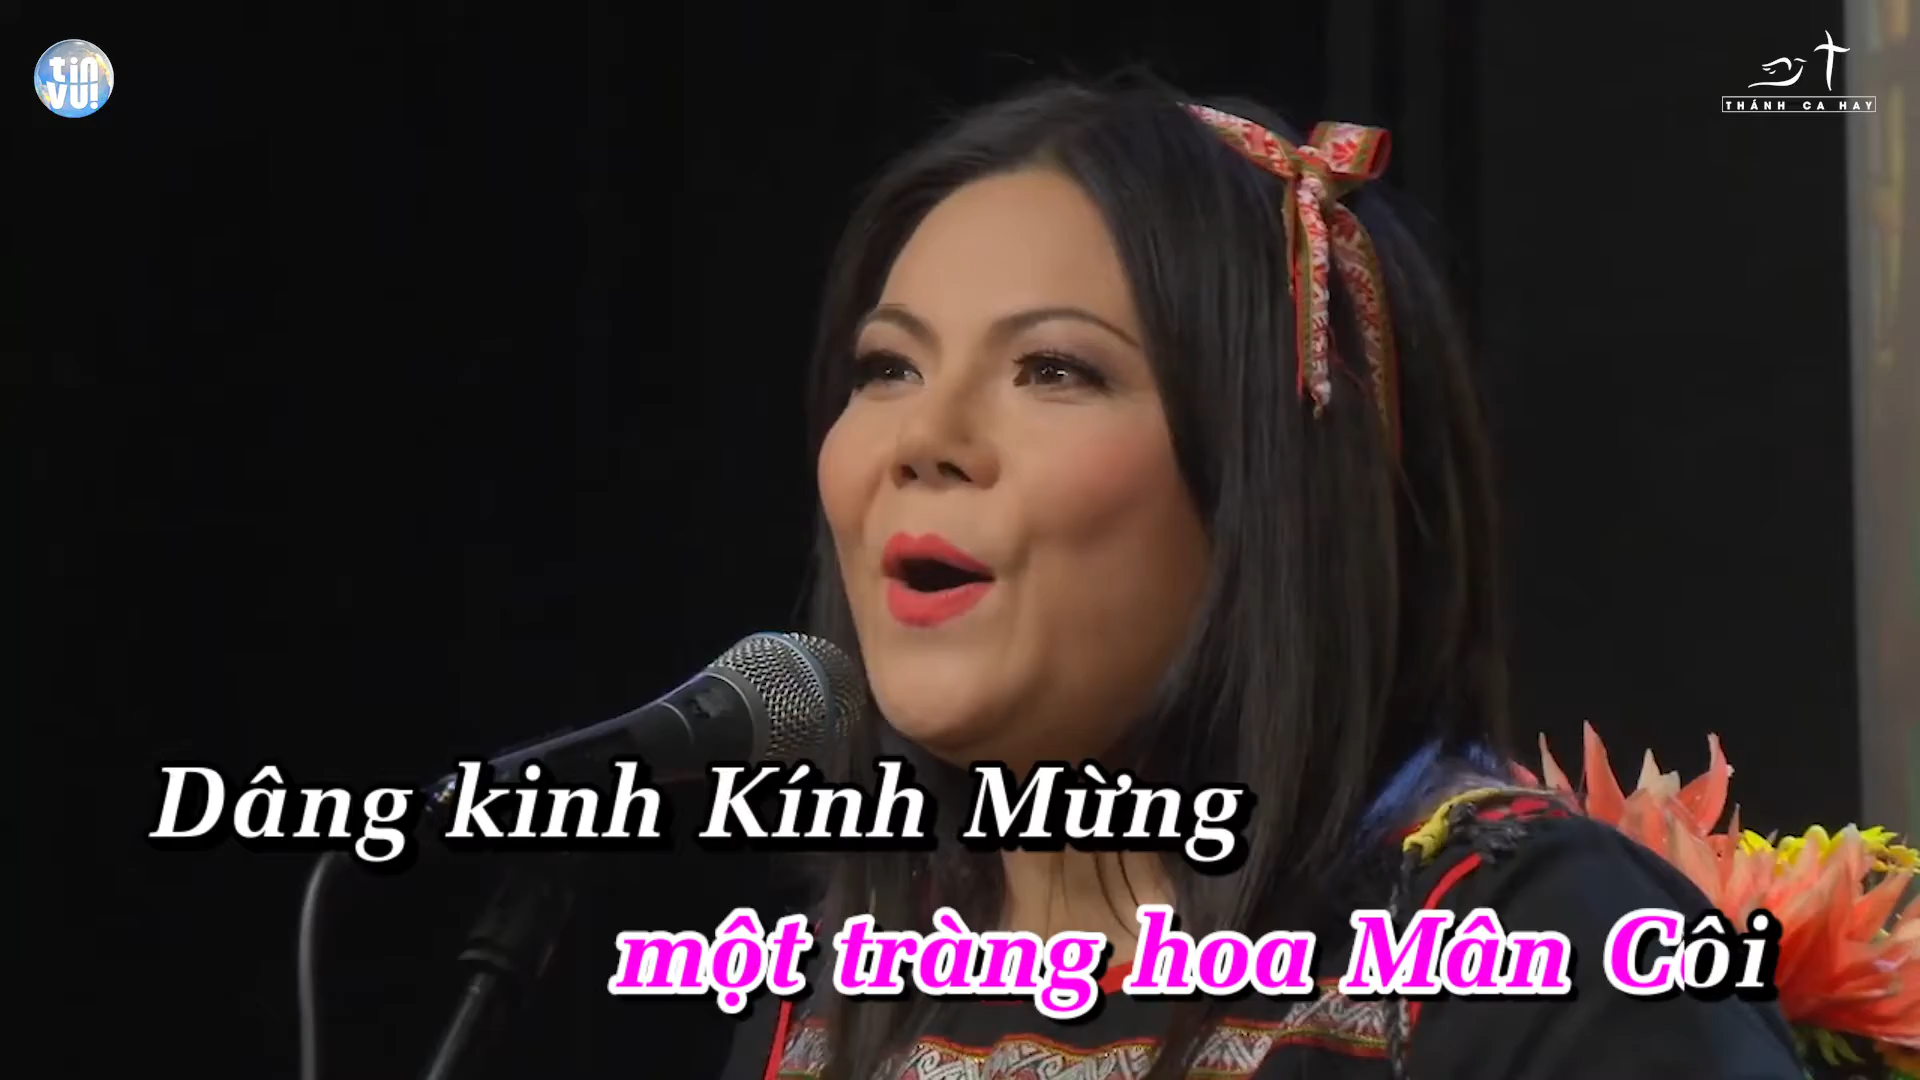 tin
VUI
THÁNH CA HAY
Dâng kinh Kính Mừng
một tràng hoa Mân Côi